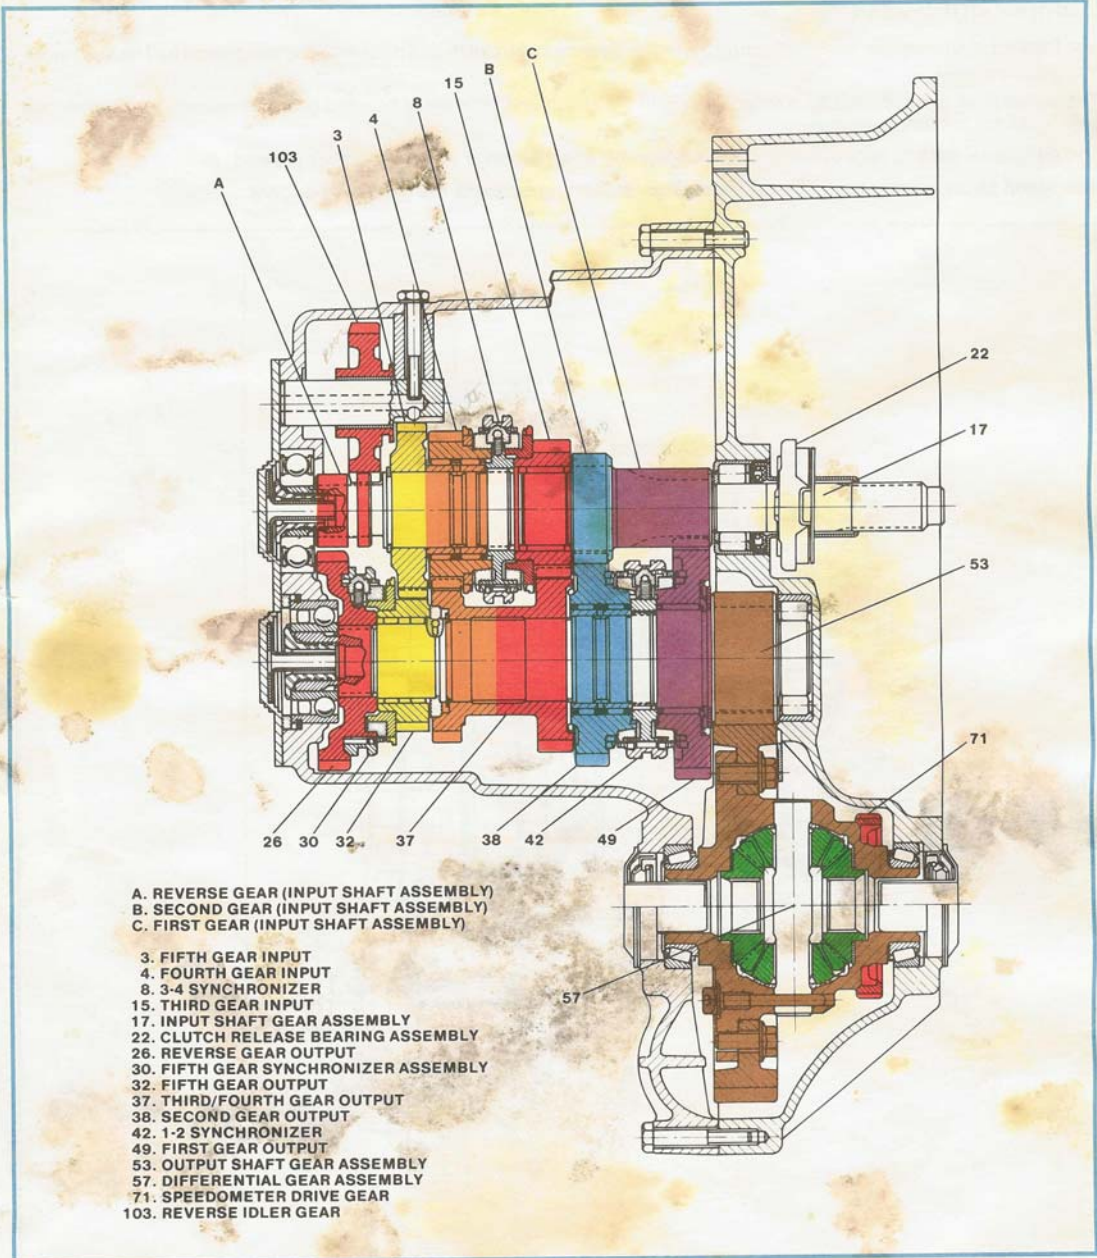 C
B
15
8
4
3
103
A
22
17
53
71
26
30
32
37
38
42
49
57
A. REVERSE GEAR (INPUT SHAFT ASSEMBLY)
B. SECOND GEAR (INPUT SHAFT ASSEMBLY)
C. FIRST GEAR (INPUT SHAFT ASSEMBLY)
3. FIFTH GEAR INPUT
4. FOURTH GEAR INPUT
8. 3-4 SYNCHRONIZER
15. THIRD GEAR INPUT
17. INPUT SHAFT GEAR ASSEMBLY
22. CLUTCH RELEASE BEARING ASSEMBLY
26. REVERSE GEAR OUTPUT
30. FIFTH GEAR SYNCHRONIZER ASSEMBLY
32. FIFTH GEAR OUTPUT
37. THIRD/FOURTH GEAR OUTPUT
38. SECOND GEAR OUTPUT
42. 1-2 SYNCHRONIZER
49. FIRST GEAR OUTPUT
53. OUTPUT SHAFT GEAR ASSEMBLY
57. DIFFERENTIAL GEAR ASSEMBLY
71. SPEEDOMETER DRIVE GEAR
103. REVERSE IDLER GEAR